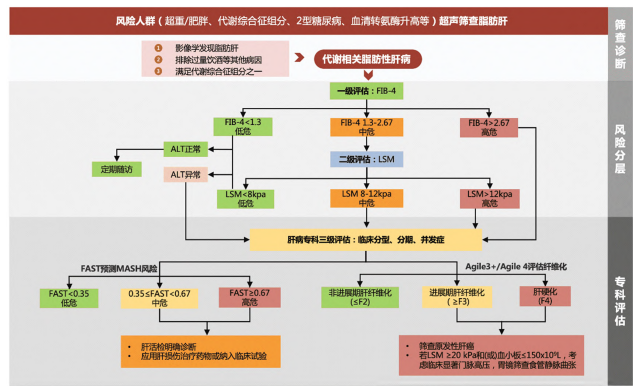 风险人群（超重/肥胖、代谢综合征组分、2型糖尿病、血清转氨酶升高等）超声筛查脂肪肝
筛查诊断
1 影像学发现脂肪肝
2 排除过量饮酒等其他病因
3 满足代谢综合征组分之一
代谢相关脂肪性肝病
风险分层
一级评估：FIB-4
FIB-4<1.3
低危
FIB-4 1.3-2.67
中危
FIB-4>2.67
高危
ALT正常
定期随访
ALT异常
二级评估：LSM
LSM<8kpa
低危
LSM 8-12kpa
中危
LSM>12kpa
高危
专科评估
肝病专科三级评估：临床分型、分期、并发症
FAST预测MASH风险
Agile3+/Agile 4评估纤维化
FAST<0.35
低危
0.35≤FAST<0.67
中危
FAST≥0.67
高危
非进展期肝纤维化
(≤F2)
进展期肝纤维化
(≥F3)
肝硬化
(F4)
• 肝活检明确诊断
• 应用肝损伤治疗药物或纳入临床试验
• 筛查原发性肝癌
• 若LSM ≥20 kPa和(或)血小板≤150x10⁹/L，考
虑临床显著门脉高压，胃镜筛查食管静脉曲张